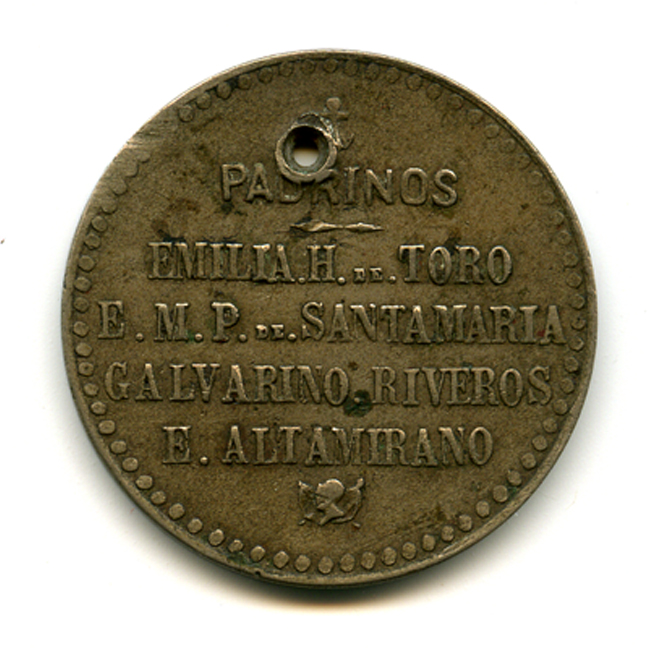 PADRINOS
EMILIA.H. DE. TORO
E. M. P. DE. SANTAMARIA
GALVARINO RIVEROS
E. ALTAMIRANO